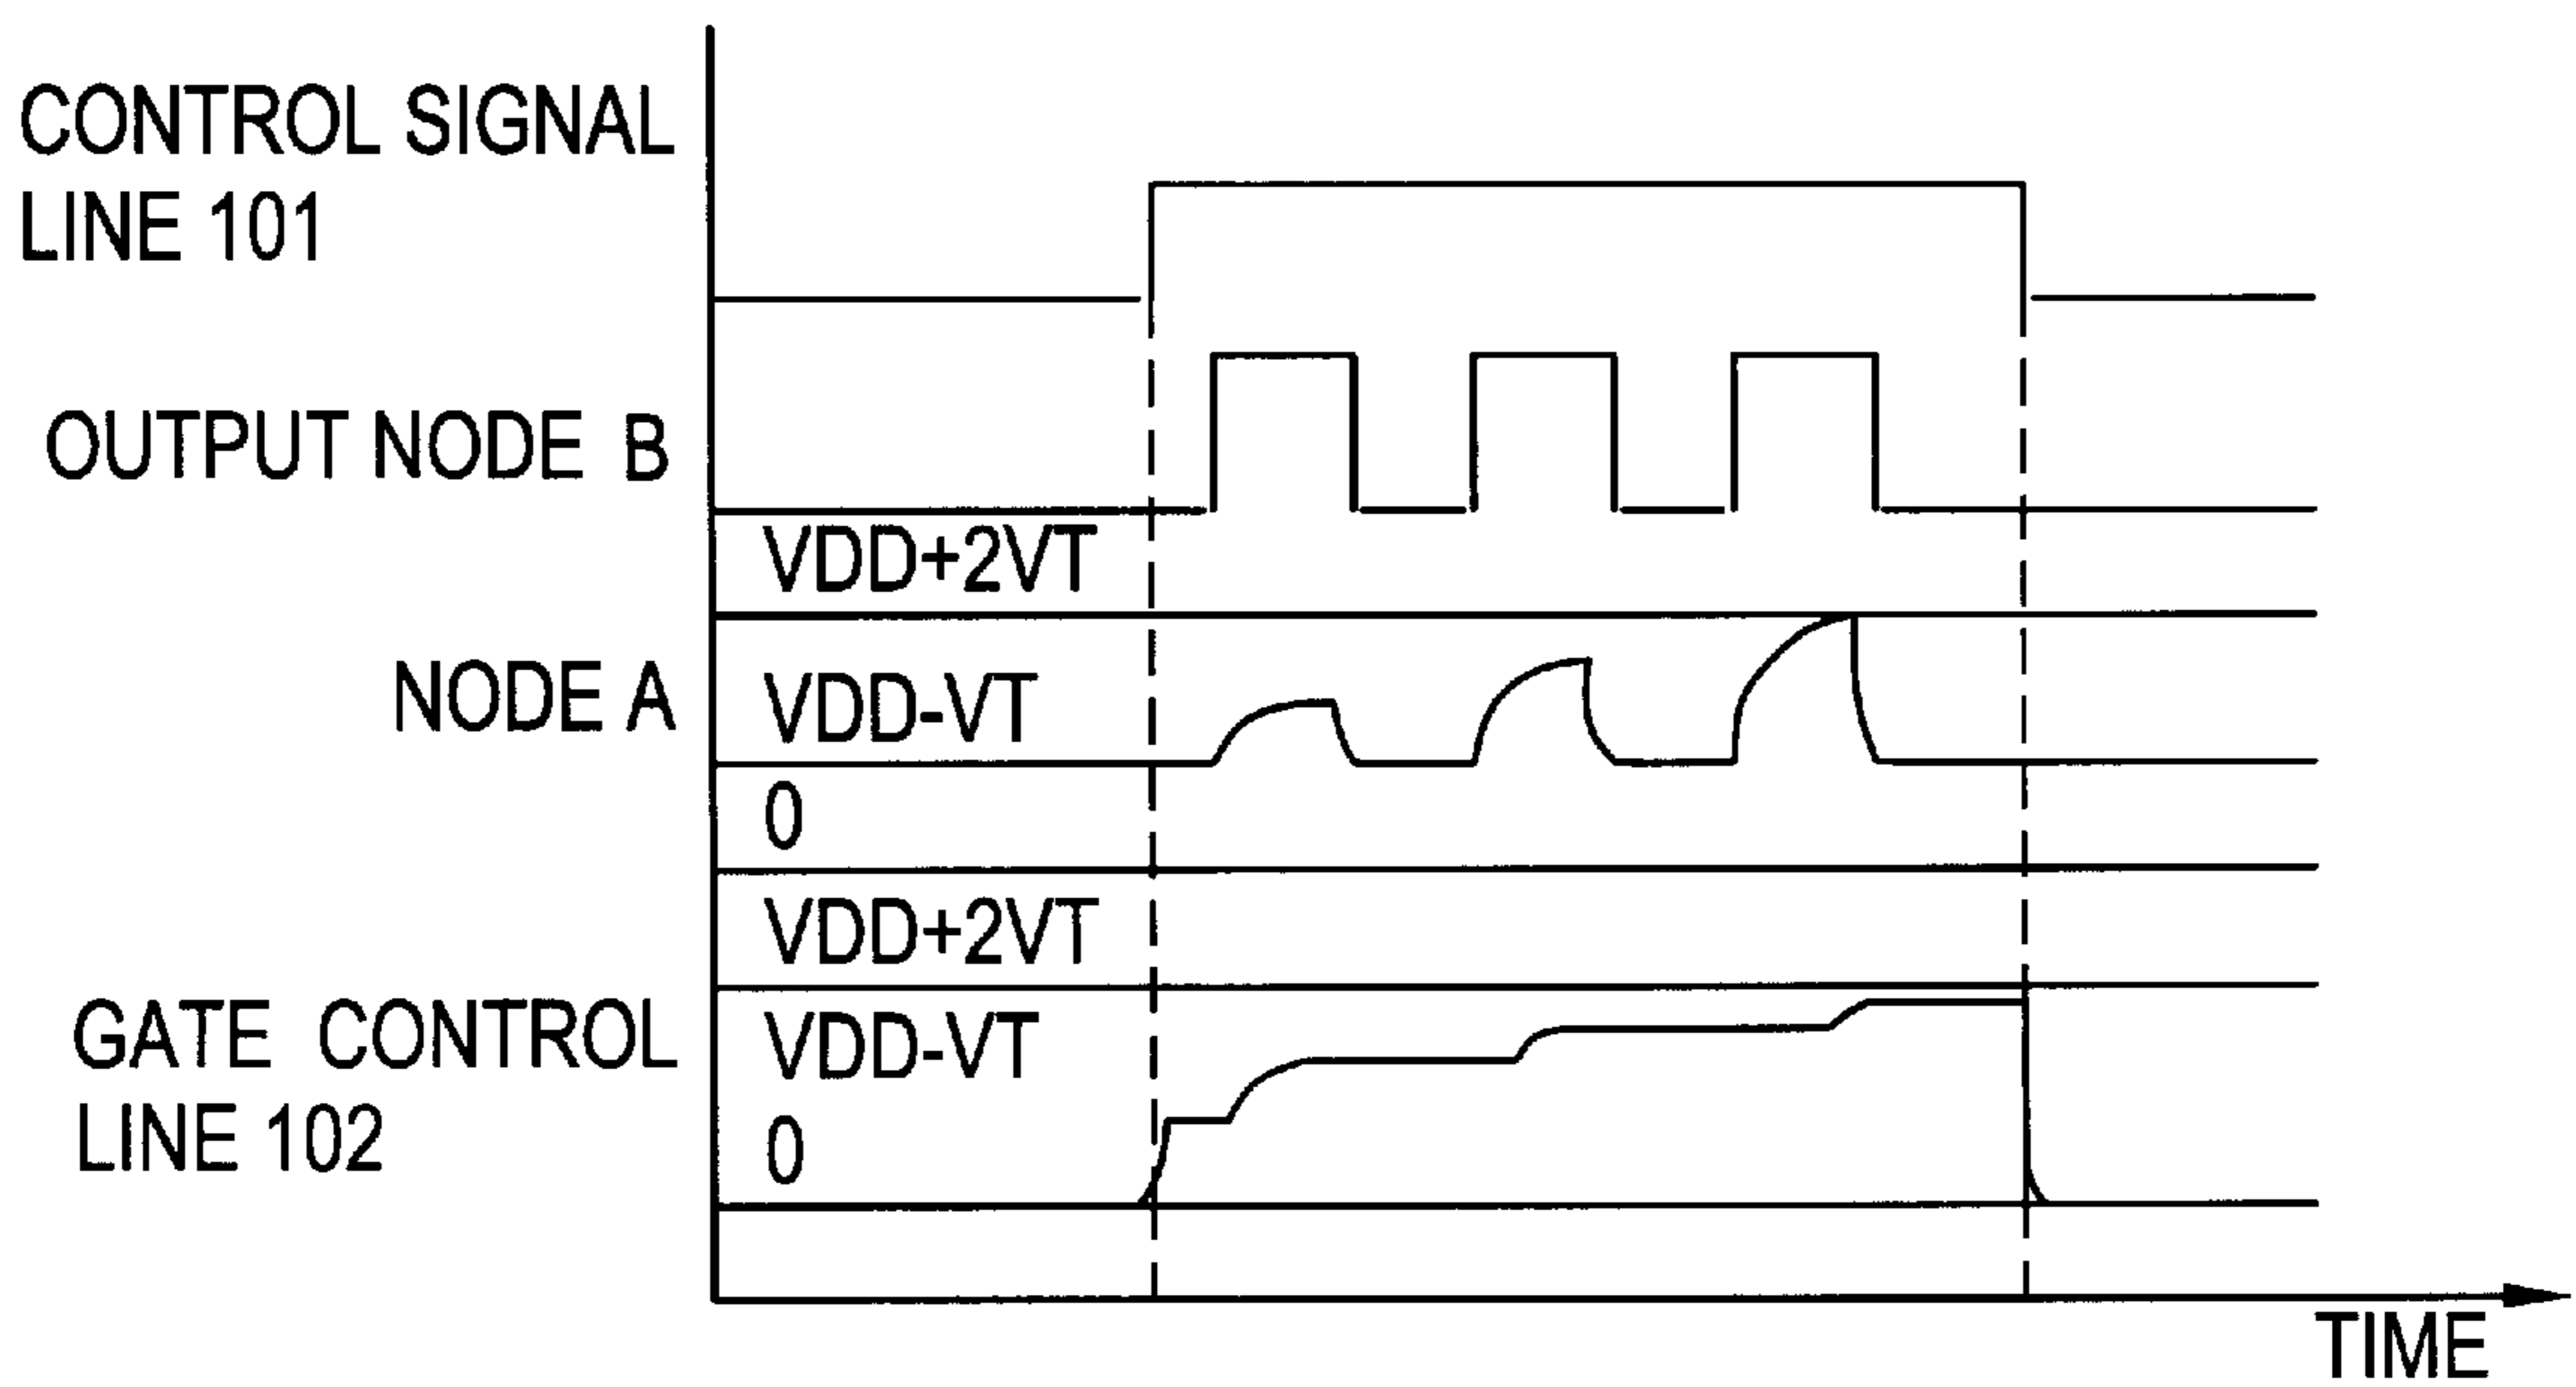 CONTROL SIGNAL
LINE 101
OUTPUT NODE B
VDD+2VT
NODE A
VDD-VT
0
VDD+2VT
GATE CONTROL
LINE 102
VDD-VT
0
TIME